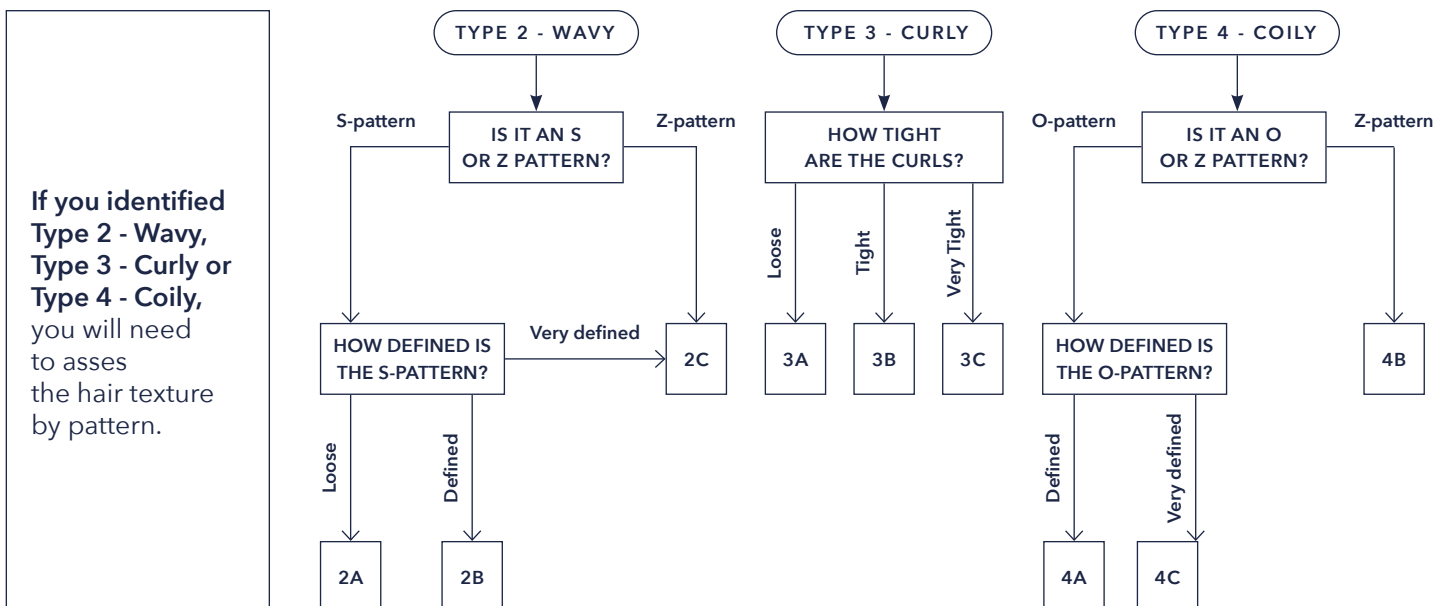 If you identified
Type 2 - Wavy,
Type 3 - Curly or
Type 4 - Coily,
you will need
to asses
the hair texture
by pattern.
TYPE 2 - WAVY
S-pattern
IS IT AN S
OR Z PATTERN?
Z-pattern
HOW DEFINED IS
THE S-PATTERN?
Very defined
2C
Loose
Defined
2A
2B
TYPE 3 - CURLY
HOW TIGHT
ARE THE CURLS?
Loose
Tight
Very Tight
3A
3B
3C
TYPE 4 - COILY
O-pattern
IS IT AN O
OR Z PATTERN?
Z-pattern
HOW DEFINED IS
THE O-PATTERN?
4B
Defined
Very defined
4A
4C